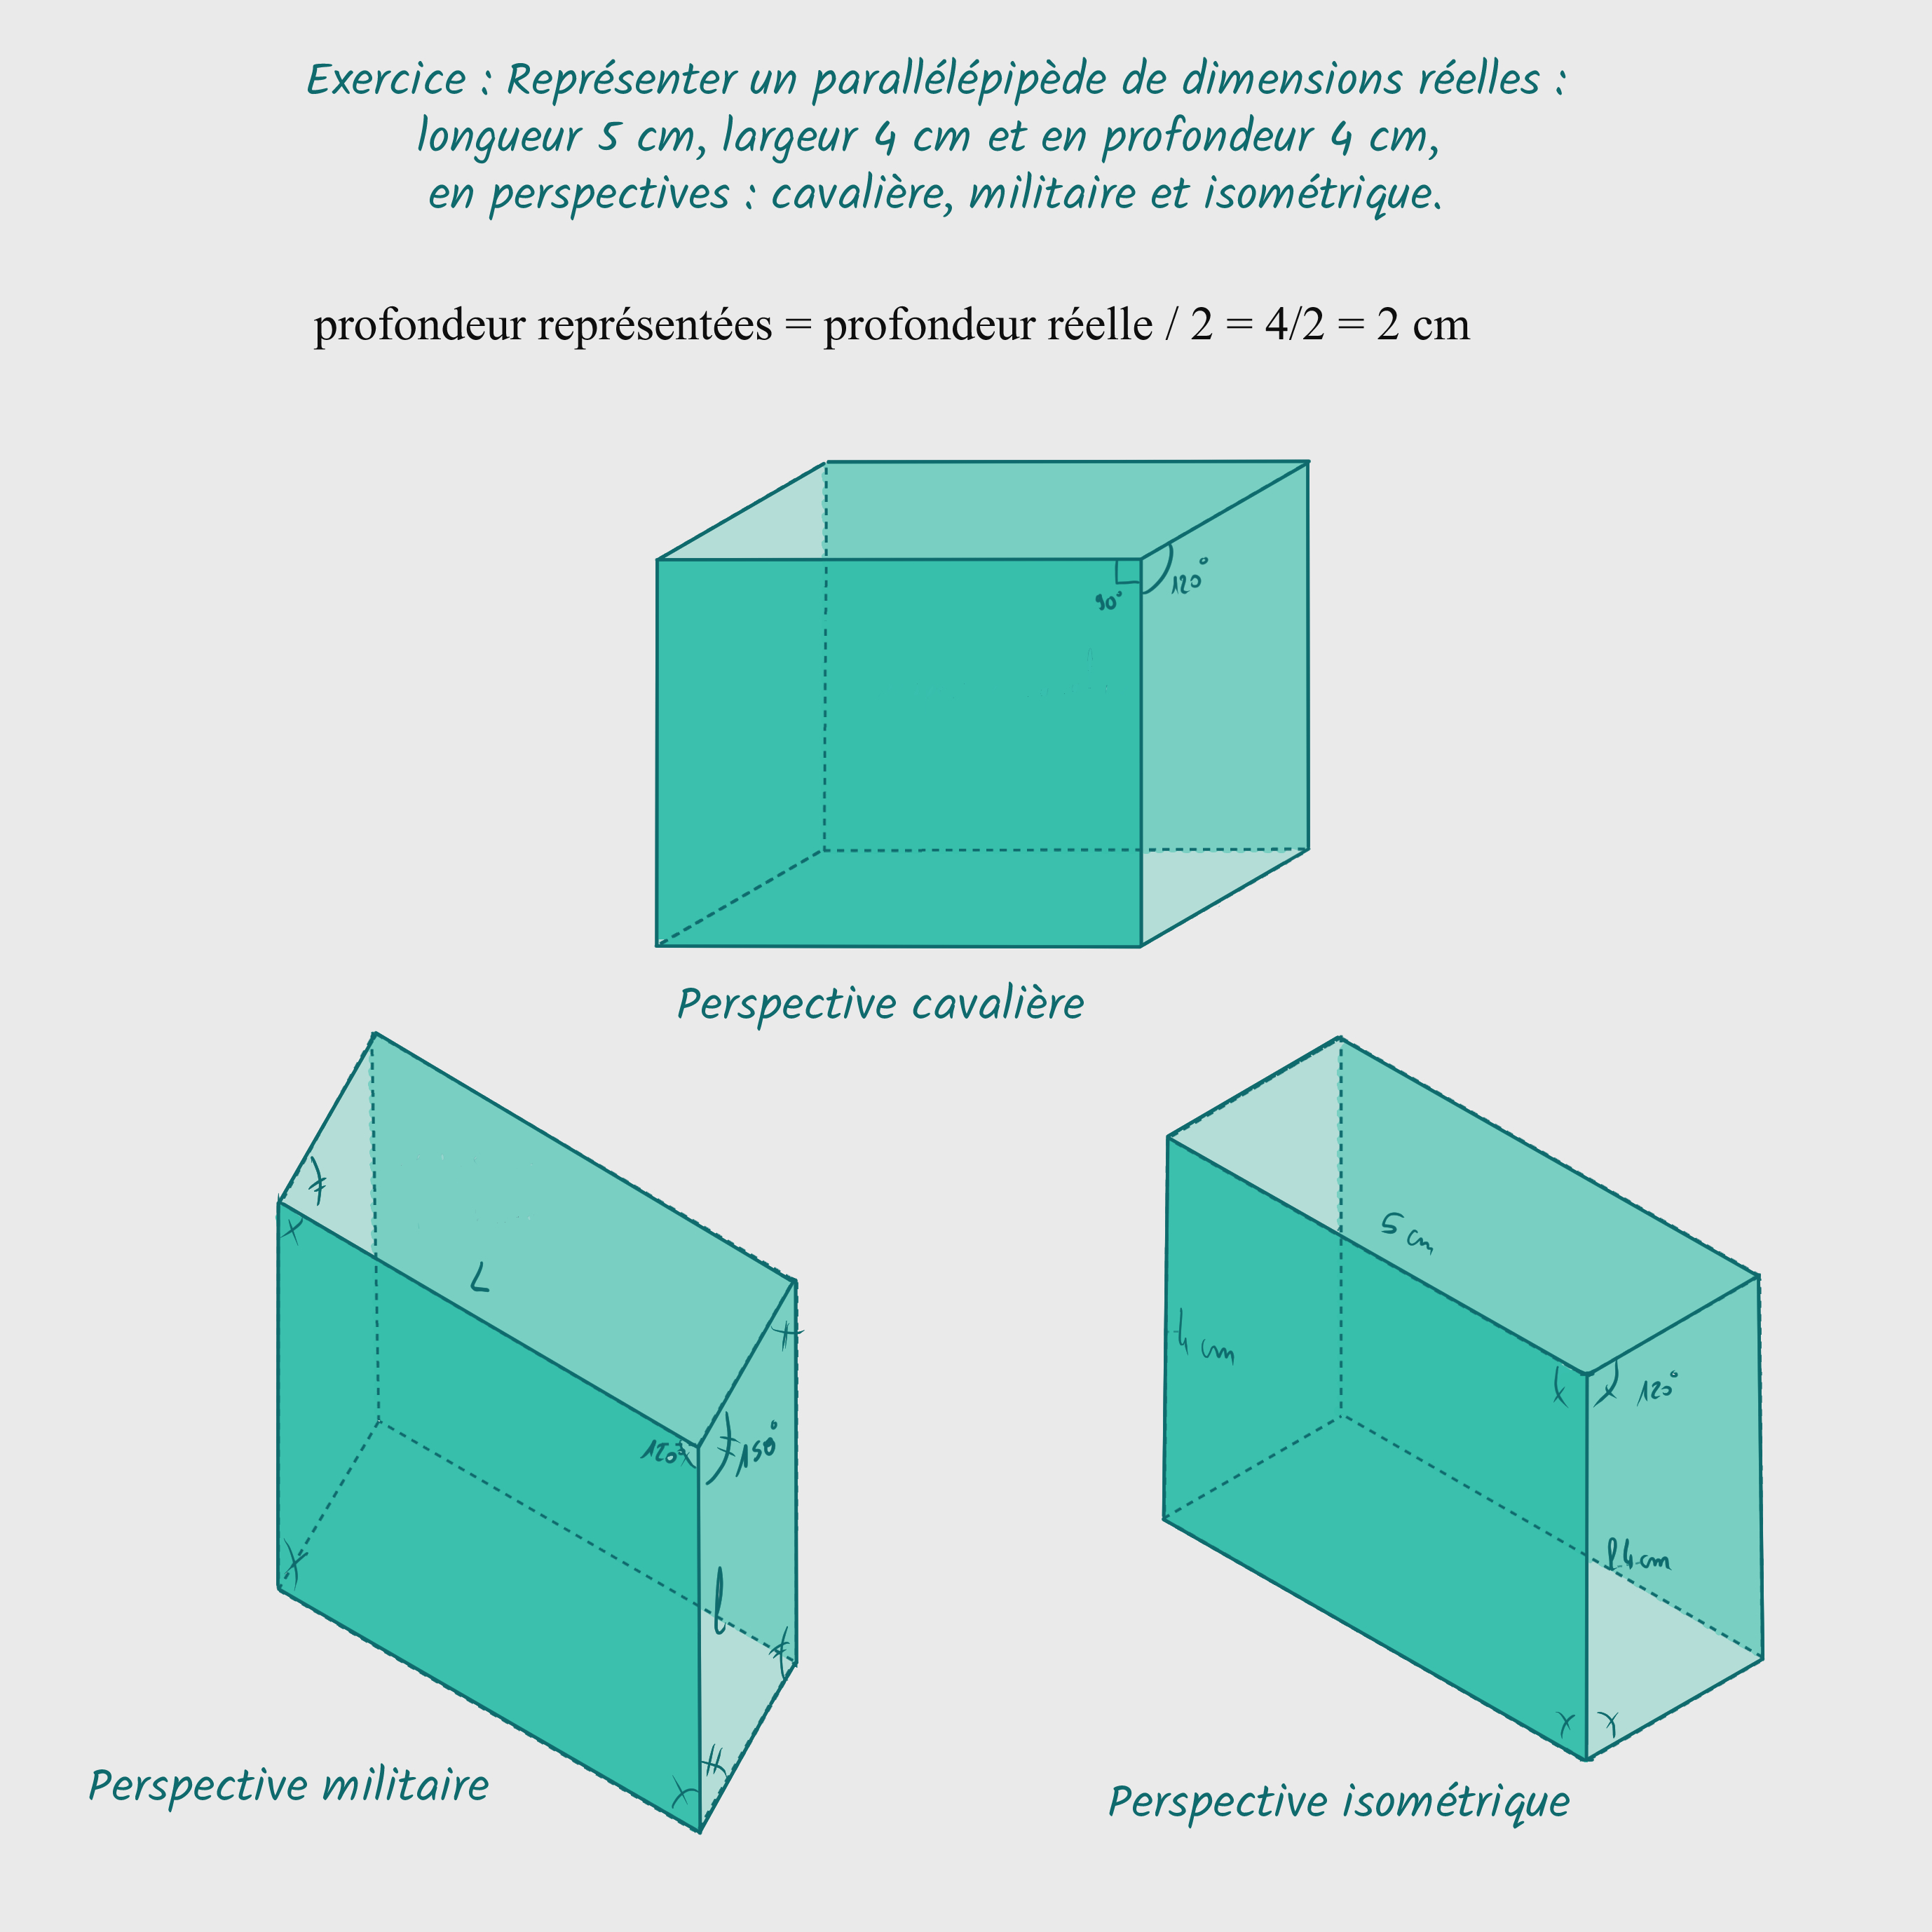 Exercice : Représenter un parallélépipède de dimensions réelles :
longueur 5 cm, largeur 4 cm et en profondeur 4 cm,
en perspectives : cavalière, militaire et isométrique.
profondeur représentées = profondeur réelle / 2 = 4/2 = 2 cm
120°
90°
Perspective cavalière
L
120°
150°
l
Perspective militaire
5 cm
4 cm
120°
l4cm
Perspective isométrique